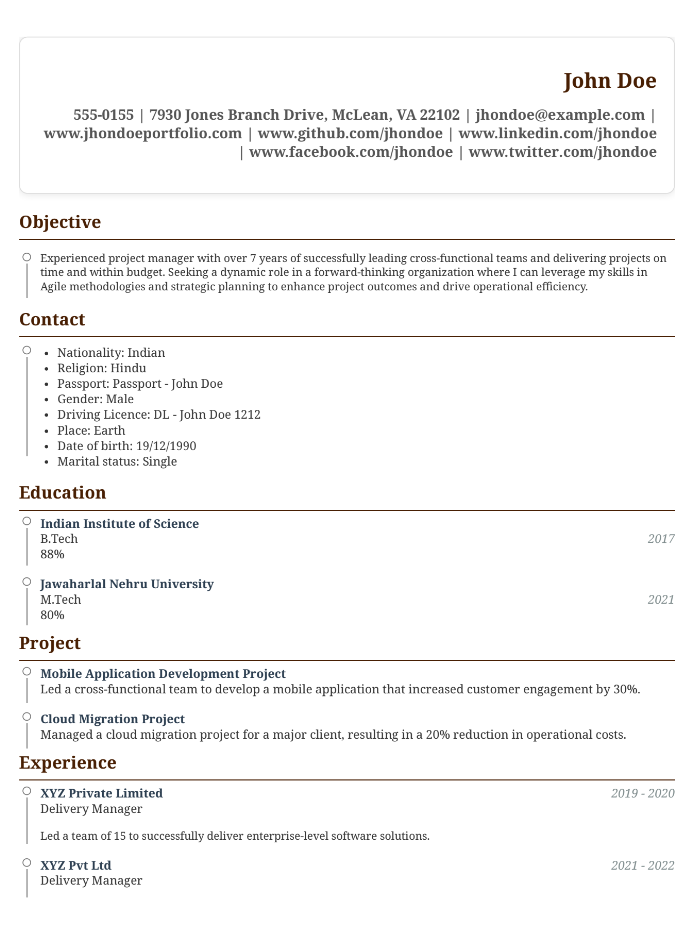 John Doe
555-0155 | 7930 Jones Branch Drive, McLean, VA 22102 | jhondoe@example.com |
www.jhondoeportfolio.com | www.github.com/jhondoe | www.linkedin.com/jhondoe
| www.facebook.com/jhondoe | www.twitter.com/jhondoe
Objective
Experienced project manager with over 7 years of successfully leading cross-functional teams and delivering projects on
time and within budget. Seeking a dynamic role in a forward-thinking organization where I can leverage my skills in
Agile methodologies and strategic planning to enhance project outcomes and drive operational efficiency.
Contact
• Nationality: Indian
• Religion: Hindu
• Passport: Passport - John Doe
• Gender: Male
• Driving Licence: DL - John Doe 1212
• Place: Earth
• Date of birth: 19/12/1990
• Marital status: Single
Education
Indian Institute of Science
B.Tech 2017
88%
Jawaharlal Nehru University
M.Tech 2021
80%
Project
Mobile Application Development Project
Led a cross-functional team to develop a mobile application that increased customer engagement by 30%.
Cloud Migration Project
Managed a cloud migration project for a major client, resulting in a 20% reduction in operational costs.
Experience
XYZ Private Limited 2019 - 2020
Delivery Manager
Led a team of 15 to successfully deliver enterprise-level software solutions.
XYZ Pvt Ltd 2021 - 2022
Delivery Manager